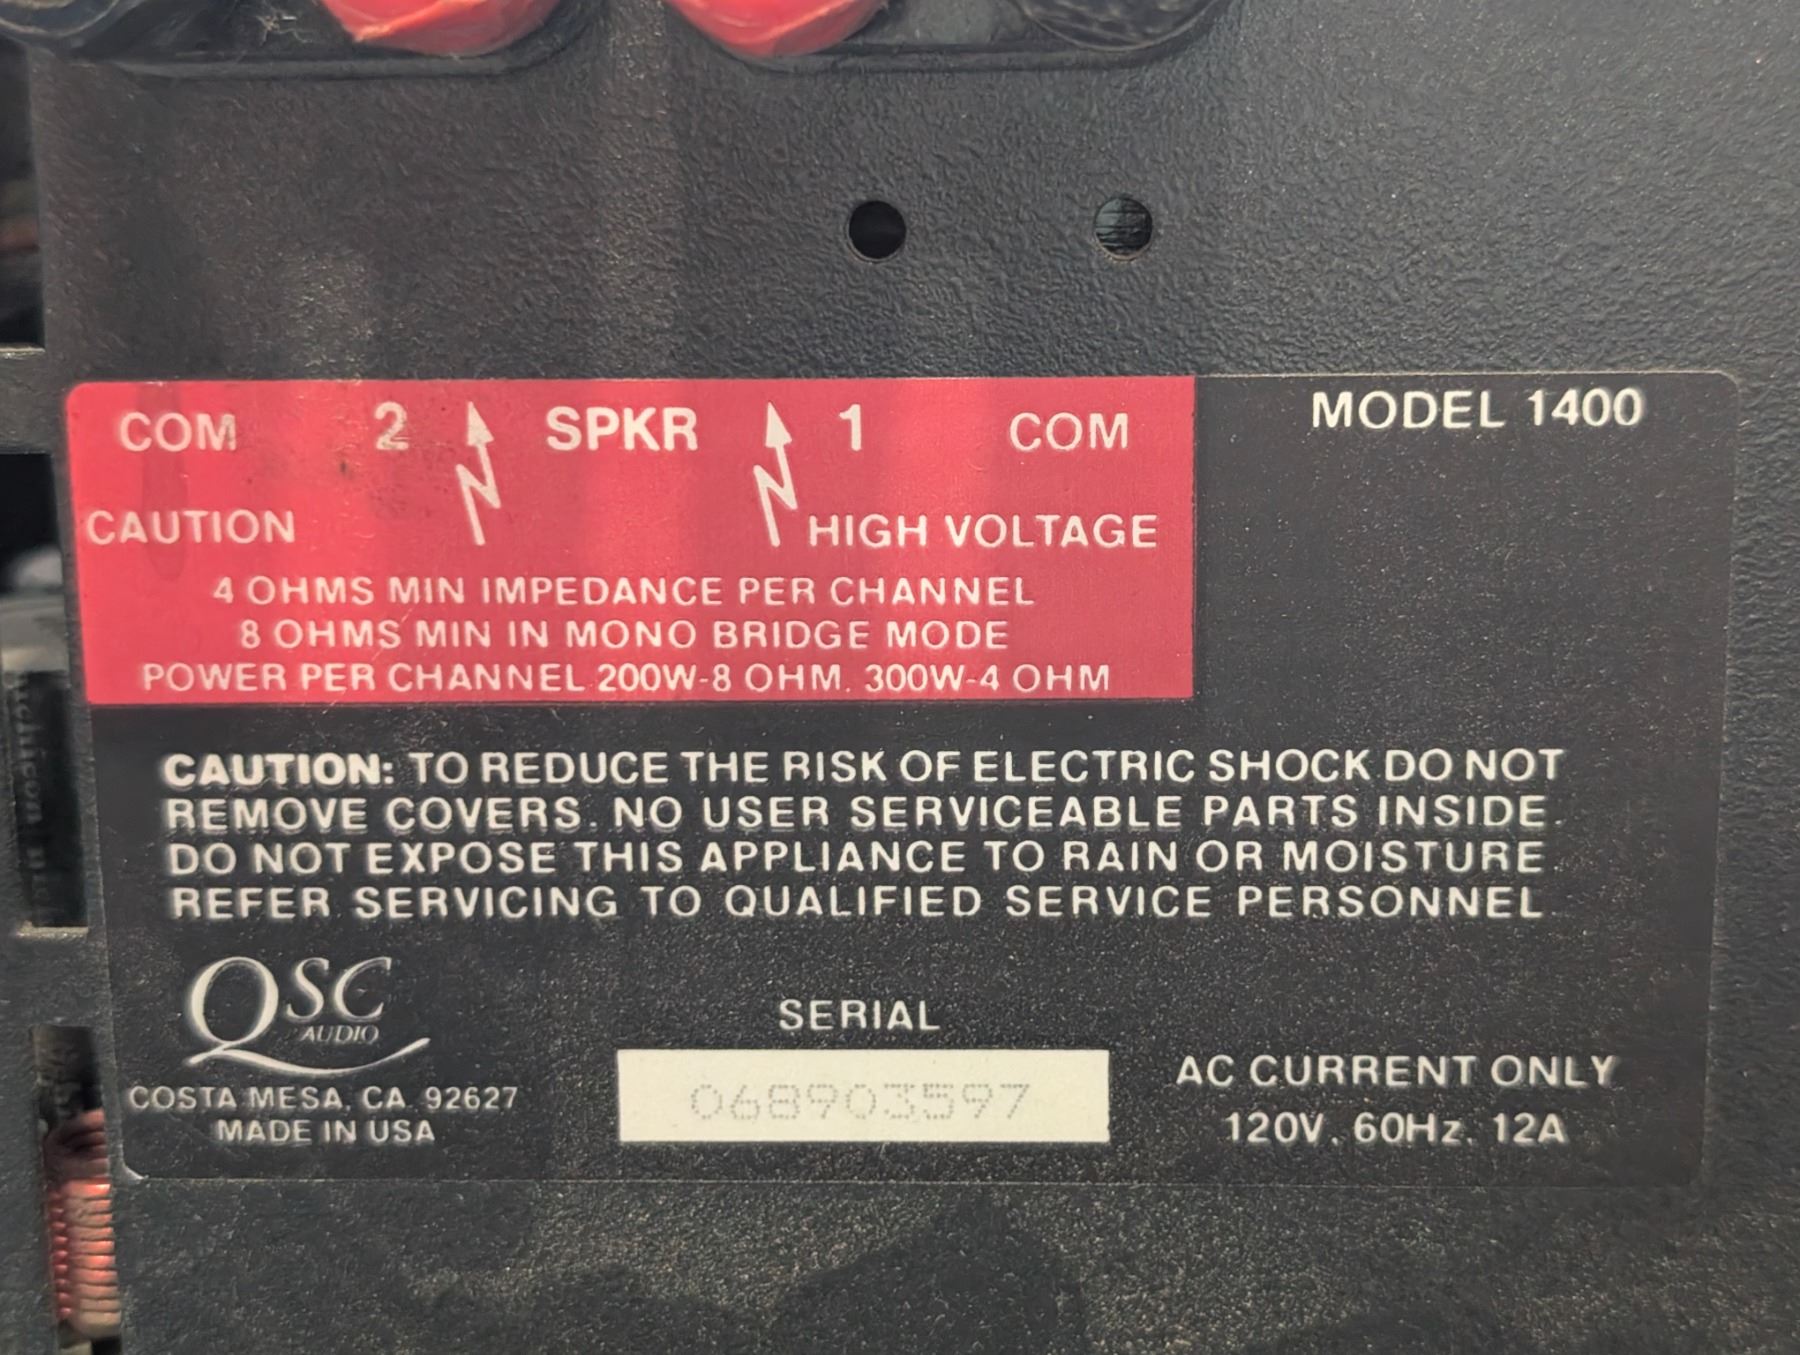 COM 2 SPKR 1 COM
MODEL 1400
CAUTION HIGH VOLTAGE
4 OHMS MIN IMPEDANCE PER CHANNEL
8 OHMS MIN IN MONO BRIDGE MODE
POWER PER CHANNEL 200W-8 OHM. 300W-4 OHM
CAUTION: TO REDUCE THE RISK OF ELECTRIC SHOCK DO NOT
REMOVE COVERS. NO USER SERVICEABLE PARTS INSIDE.
DO NOT EXPOSE THIS APPLIANCE TO RAIN OR MOISTURE
REFER SERVICING TO QUALIFIED SERVICE PERSONNEL
QSC
AUDIO
COSTA MESA, CA. 92627
MADE IN USA
SERIAL
068903597
AC CURRENT ONLY
120V. 60Hz. 12A